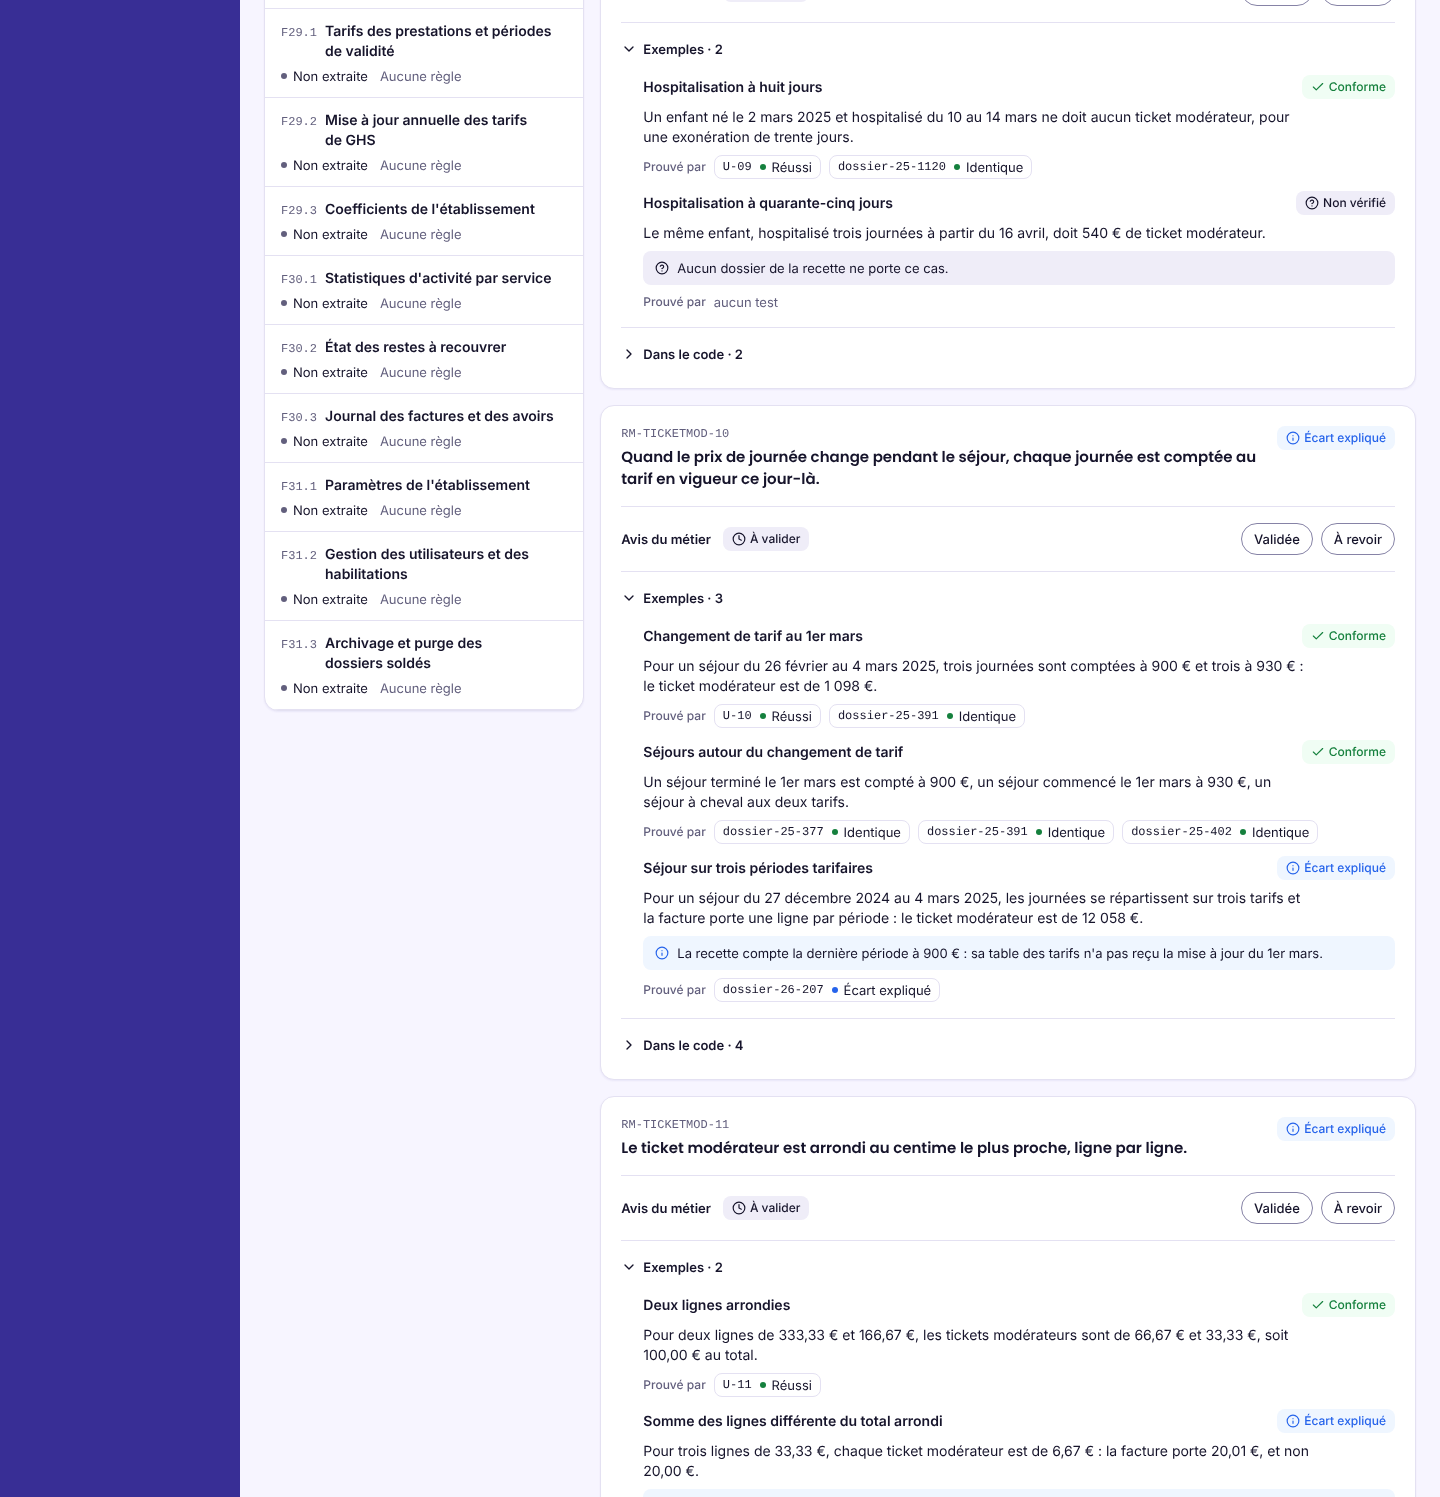 F29.1 Tarifs des prestations et périodes
de validité
Non extraite Aucune règle
F29.2 Mise à jour annuelle des tarifs
de GHS
Non extraite Aucune règle
F29.3 Coefficients de l'établissement
Non extraite Aucune règle
F30.1 Statistiques d'activité par service
Non extraite Aucune règle
F30.2 État des restes à recouvrer
Non extraite Aucune règle
F30.3 Journal des factures et des avoirs
Non extraite Aucune règle
F31.1 Paramètres de l'établissement
Non extraite Aucune règle
F31.2 Gestion des utilisateurs et des
habilitations
Non extraite Aucune règle
F31.3 Archivage et purge des
dossiers soldés
Non extraite Aucune règle
Exemples · 2
Hospitalisation à huit jours Conforme
Un enfant né le 2 mars 2025 et hospitalisé du 10 au 14 mars ne doit aucun ticket modérateur, pour
une exonération de trente jours.
Prouvé par U-09 Réussi dossier-25-1120 Identique
Hospitalisation à quarante-cinq jours Non vérifié
Le même enfant, hospitalisé trois journées à partir du 16 avril, doit 540 € de ticket modérateur.
Aucun dossier de la recette ne porte ce cas.
Prouvé par aucun test
Dans le code · 2
RM-TICKETMOD-10 Écart expliqué
Quand le prix de journée change pendant le séjour, chaque journée est comptée au
tarif en vigueur ce jour-là.
Avis du métier À valider Validée À revoir
Exemples · 3
Changement de tarif au 1er mars Conforme
Pour un séjour du 26 février au 4 mars 2025, trois journées sont comptées à 900 € et trois à 930 € :
le ticket modérateur est de 1 098 €.
Prouvé par U-10 Réussi dossier-25-391 Identique
Séjours autour du changement de tarif Conforme
Un séjour terminé le 1er mars est compté à 900 €, un séjour commencé le 1er mars à 930 €, un
séjour à cheval aux deux tarifs.
Prouvé par dossier-25-377 Identique dossier-25-391 Identique dossier-25-402 Identique
Séjour sur trois périodes tarifaires Écart expliqué
Pour un séjour du 27 décembre 2024 au 4 mars 2025, les journées se répartissent sur trois tarifs et
la facture porte une ligne par période : le ticket modérateur est de 12 058 €.
La recette compte la dernière période à 900 € : sa table des tarifs n'a pas reçu la mise à jour du 1er mars.
Prouvé par dossier-26-207 Écart expliqué
Dans le code · 4
RM-TICKETMOD-11 Écart expliqué
Le ticket modérateur est arrondi au centime le plus proche, ligne par ligne.
Avis du métier À valider Validée À revoir
Exemples · 2
Deux lignes arrondies Conforme
Pour deux lignes de 333,33 € et 166,67 €, les tickets modérateurs sont de 66,67 € et 33,33 €, soit
100,00 € au total.
Prouvé par U-11 Réussi
Somme des lignes différente du total arrondi Écart expliqué
Pour trois lignes de 33,33 €, chaque ticket modérateur est de 6,67 € : la facture porte 20,01 €, et non
20,00 €.